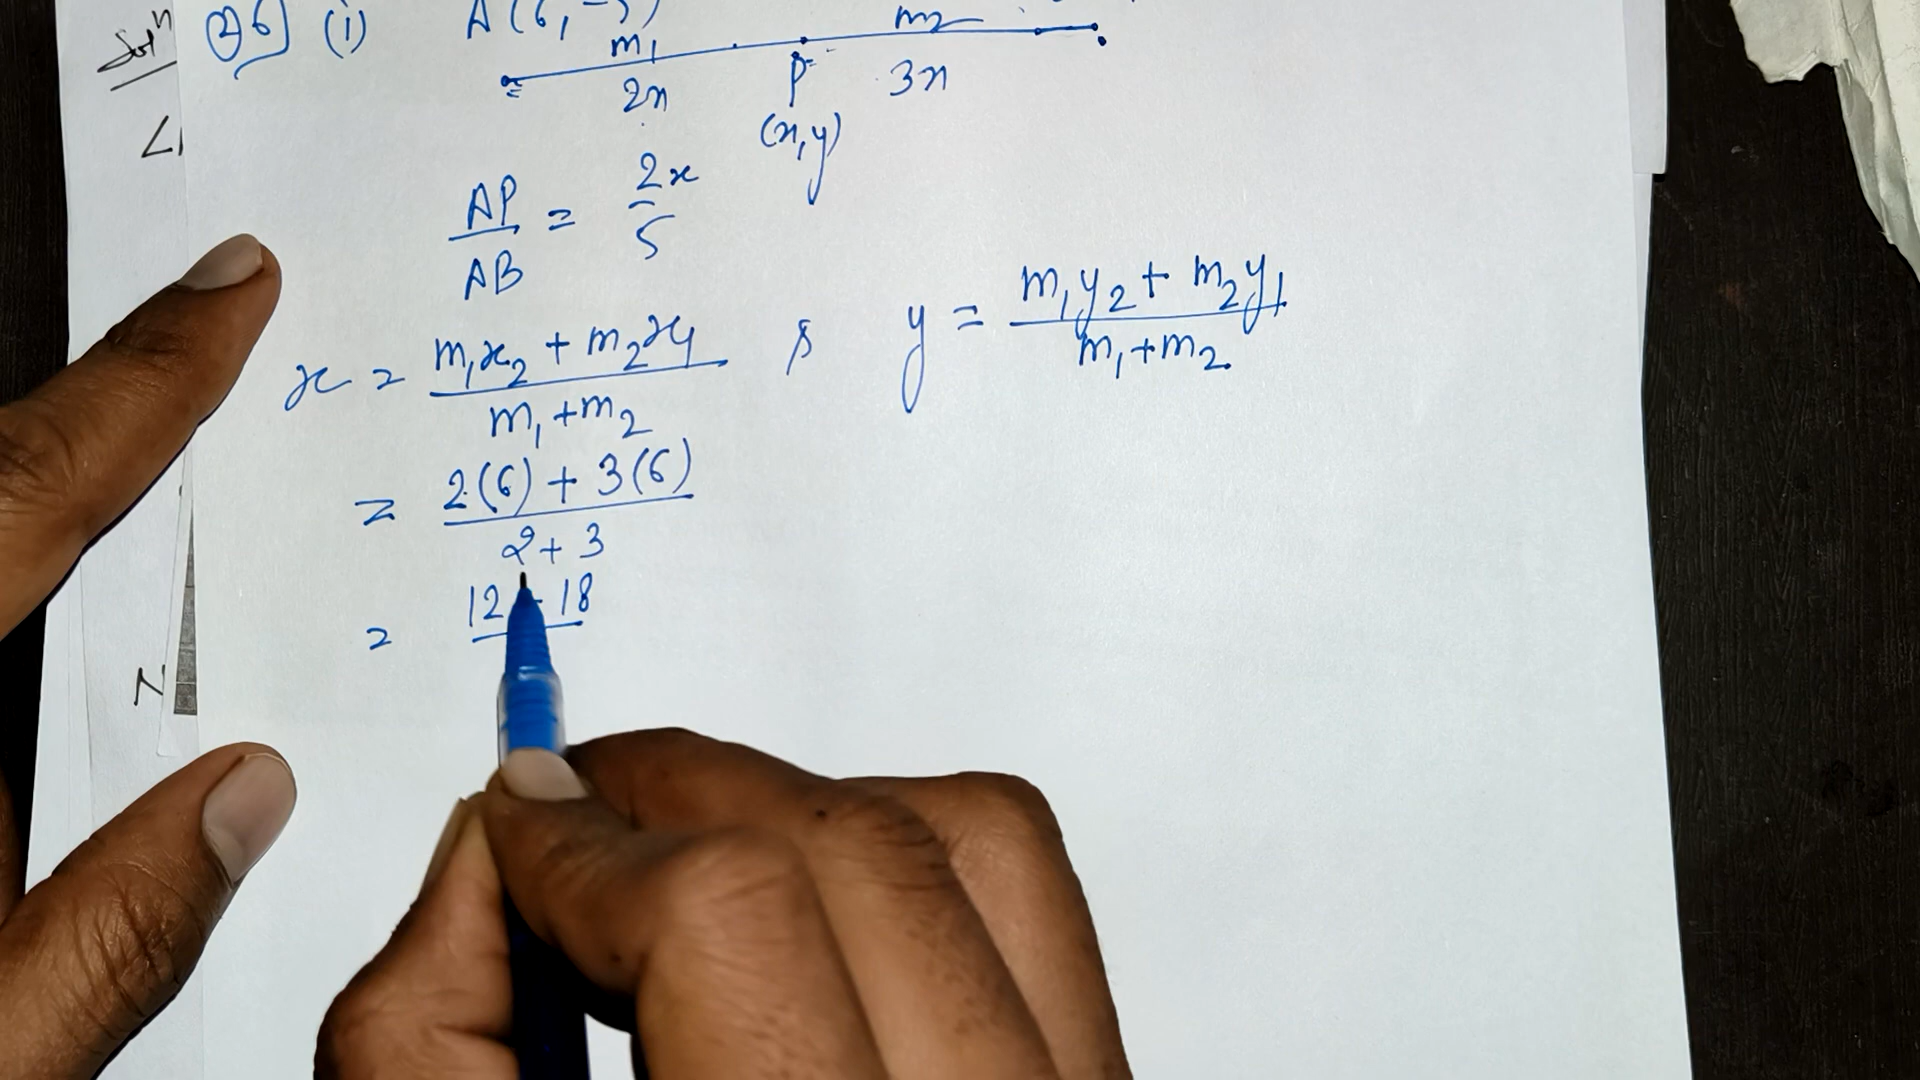 Solⁿ
26] (i) A(6, -5)
m₁ m₂
2x P 3x
(x, y)
AP/AB = 2x/5
x = (m₁x₂ + m₂x₁)/(m₁+m₂) & y = (m₁y₂ + m₂y₁)/(m₁+m₂)
= (2(6) + 3(6))/(2+3)
= 12 + 18
N